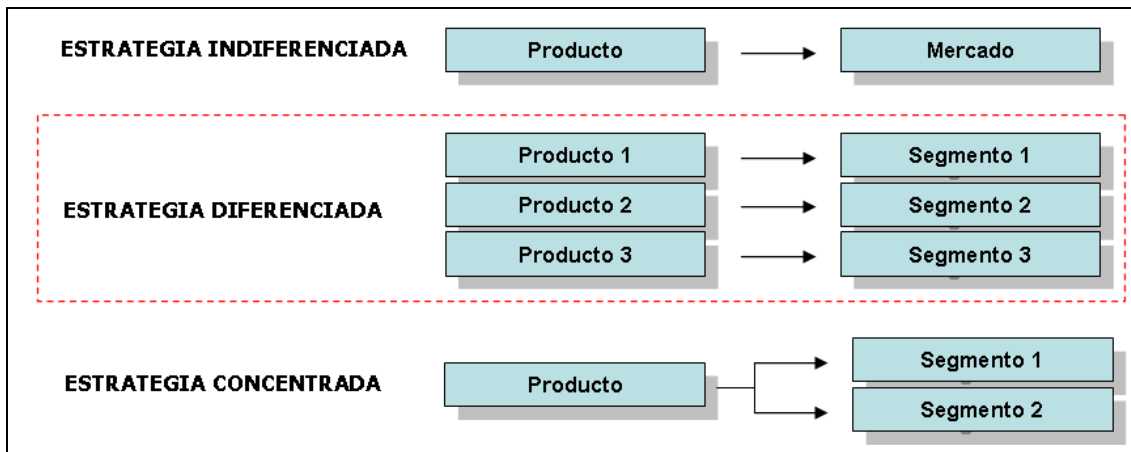 ESTRATEGIA INDIFERENCIADA
Producto
Mercado
ESTRATEGIA DIFERENCIADA
Producto 1
Segmento 1
Producto 2
Segmento 2
Producto 3
Segmento 3
ESTRATEGIA CONCENTRADA
Producto
Segmento 1
Segmento 2